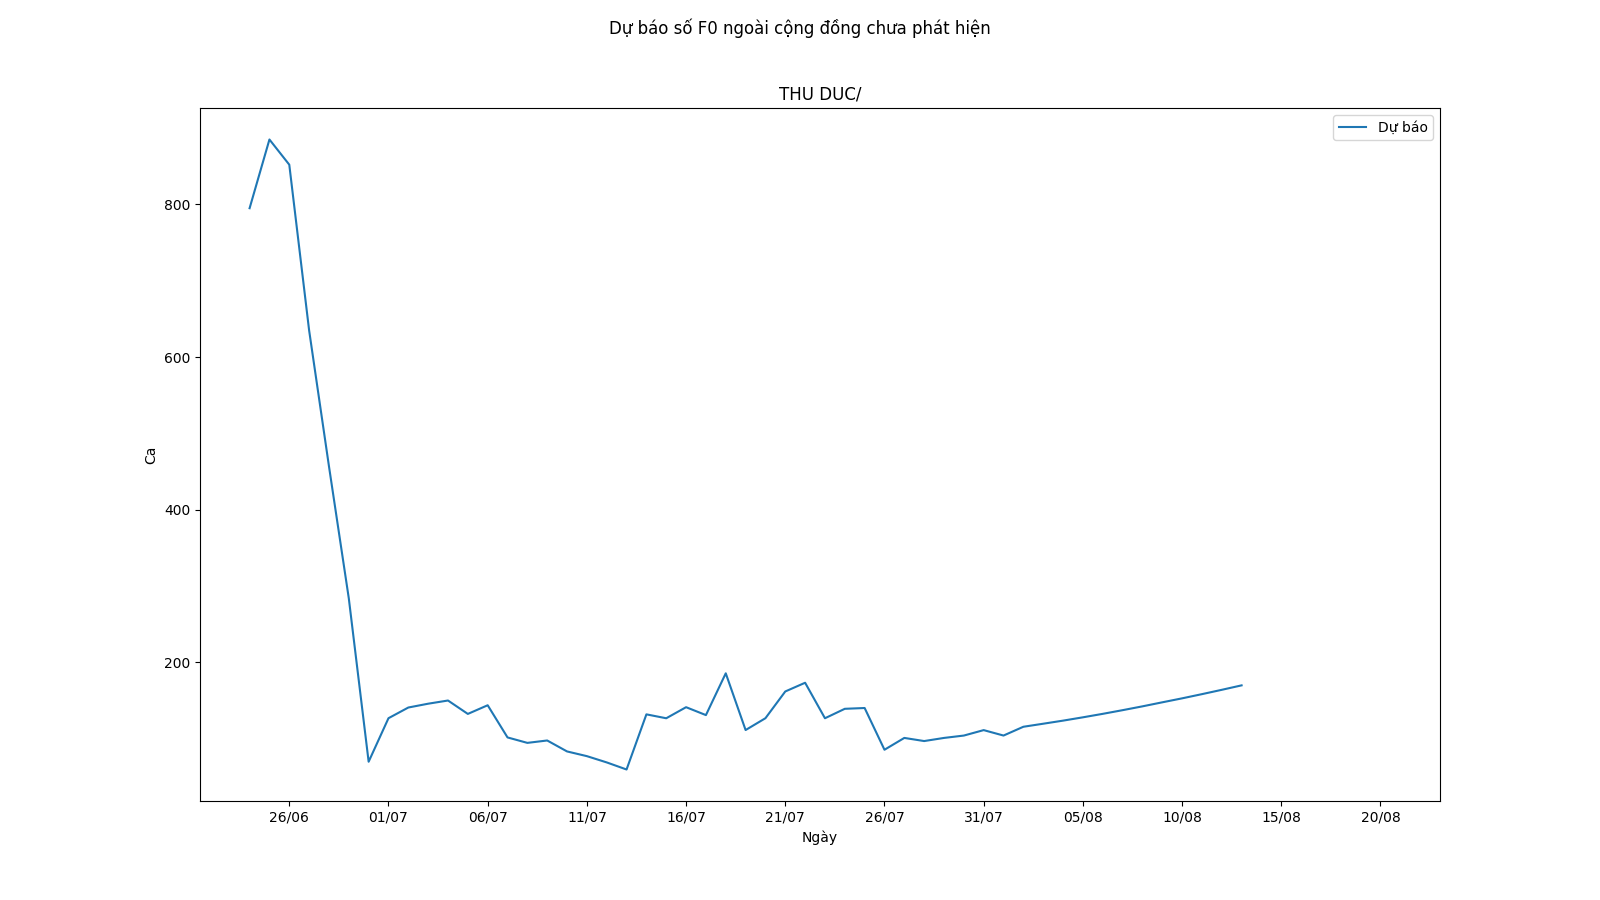 Dự báo số F0 ngoài cộng đồng chưa phát hiện
THU DUC/
Dự báo
800
600
400
200
Ca
26/06 01/07 06/07 11/07 16/07 21/07 26/07 31/07 05/08 10/08 15/08 20/08
Ngày